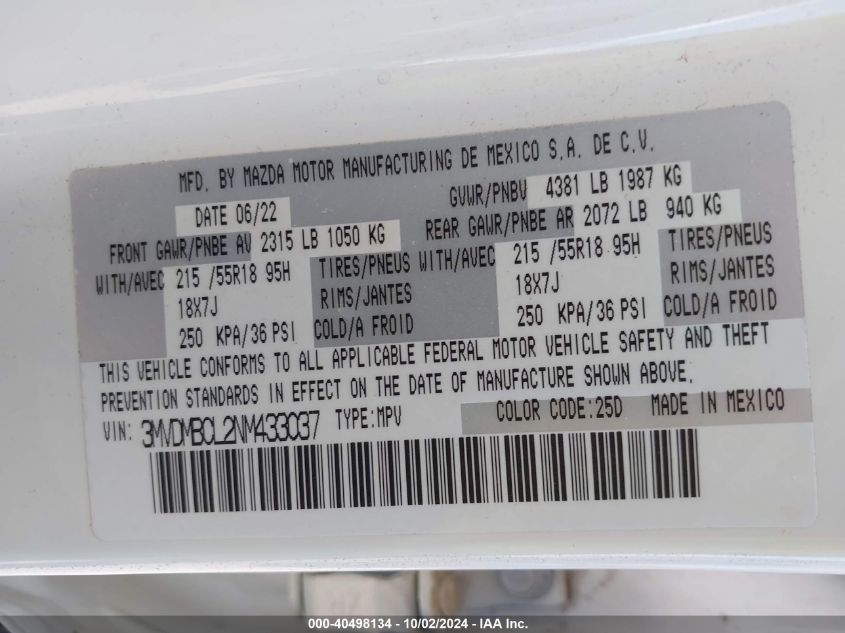 MFD. BY MAZDA MOTOR MANUFACTURING DE MEXICO S.A. DE C.V.
DATE 06/22 GVWR/PNBV 4381 LB 1987 KG
FRONT GAWR/PNBE AV 2315 LB 1050 KG REAR GAWR/PNBE AR 2072 LB 940 KG
WITH/AVEC 215 /55R18 95H TIRES/PNEUS WITH/AVEC 215 /55R18 95H TIRES/PNEUS
18X7J RIMS/JANTES 18X7J RIMS/JANTES
250 KPA/36 PSI COLD/A FROID 250 KPA/36 PSI COLD/A FROID
THIS VEHICLE CONFORMS TO ALL APPLICABLE FEDERAL MOTOR VEHICLE SAFETY AND THEFT
PREVENTION STANDARDS IN EFFECT ON THE DATE OF MANUFACTURE SHOWN ABOVE.
VIN: 3MVDMBCL2NM433037 TYPE:MPV COLOR CODE:25D MADE IN MEXICO
000-40498134 - 10/02/2024 - IAA Inc.